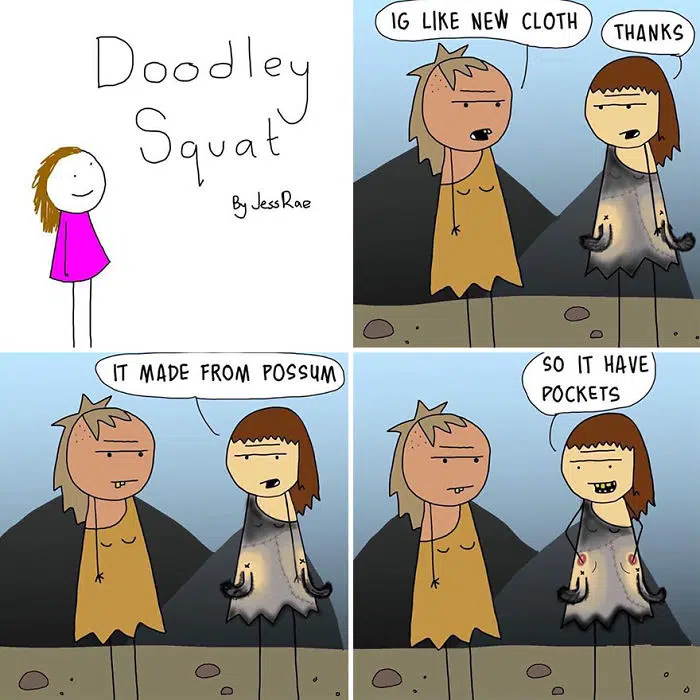 Doodley
Squat
By JessRae
IG LIKE NEW CLOTH
THANKS
IT MADE FROM POSSUM
SO IT HAVE
POCKETS